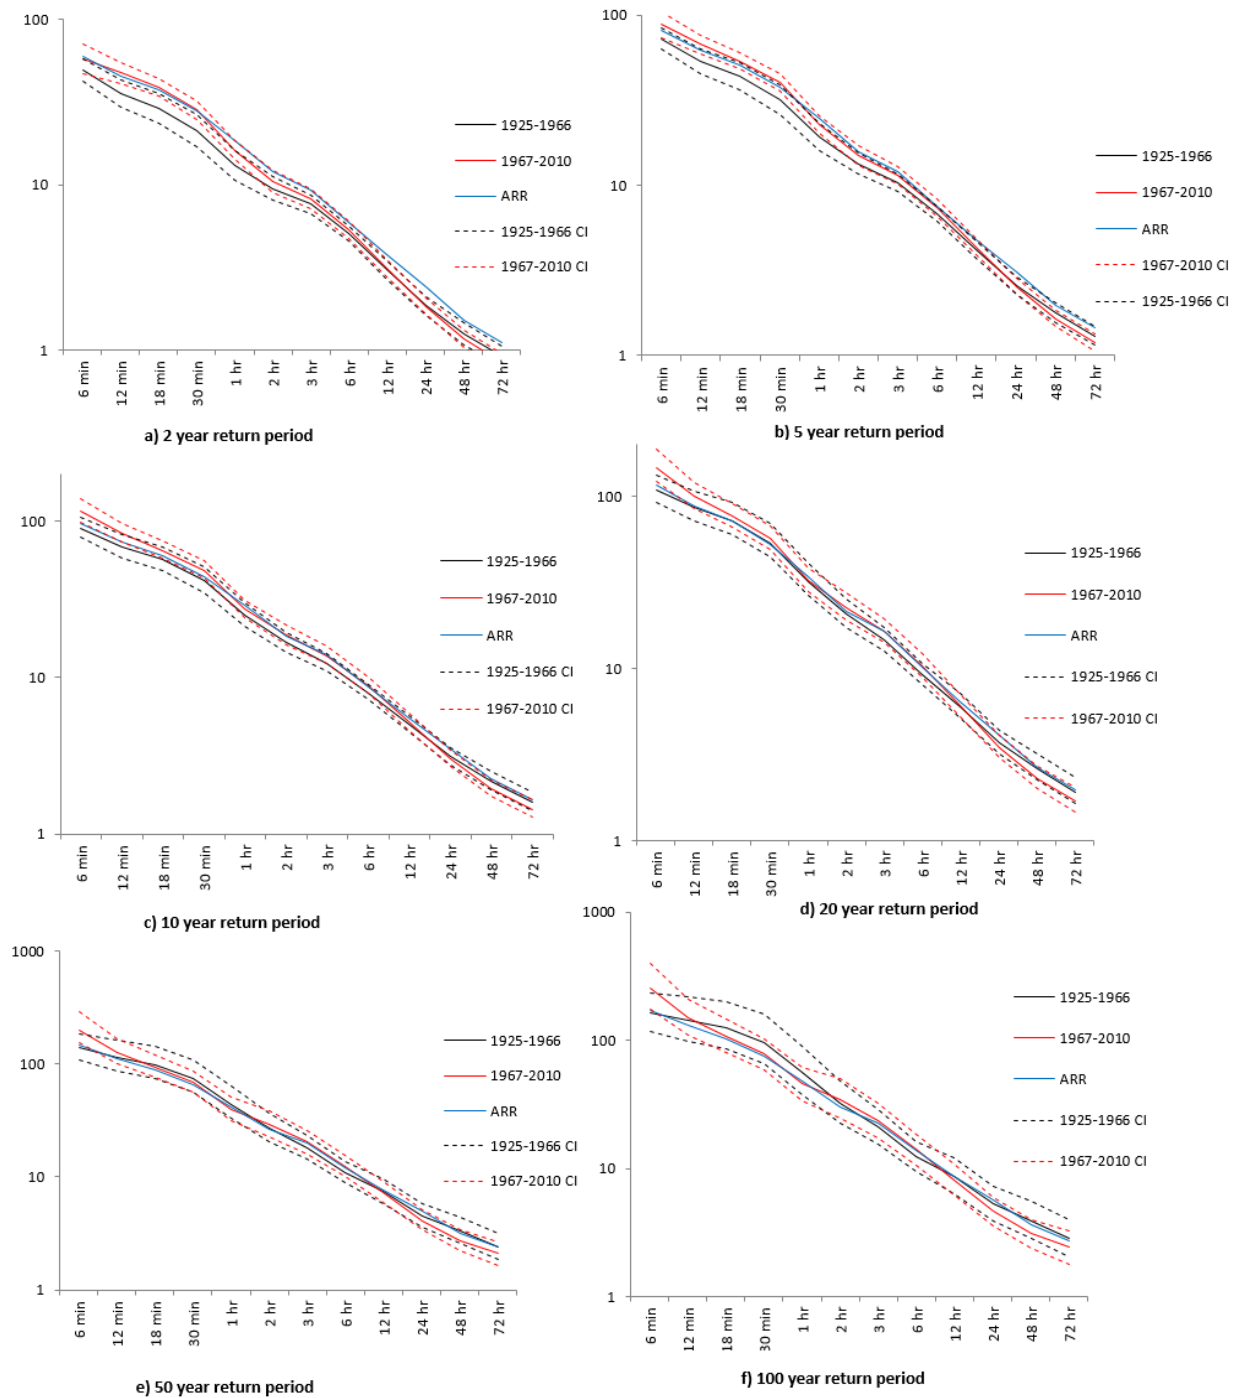 100
10
1
6 min
12 min
18 min
30 min
1 hr
2 hr
3 hr
6 hr
12 hr
24 hr
48 hr
72 hr
1925-1966
1967-2010
ARR
1925-1966 CI
1967-2010 CI
a) 2 year return period
100
10
1
6 min
12 min
18 min
30 min
1 hr
2 hr
3 hr
6 hr
12 hr
24 hr
48 hr
72 hr
1925-1966
1967-2010
ARR
1967-2010 CI
1925-1966 CI
b) 5 year return period
100
10
1
6 min
12 min
18 min
30 min
1 hr
2 hr
3 hr
6 hr
12 hr
24 hr
48 hr
72 hr
1925-1966
1967-2010
ARR
1925-1966 CI
1967-2010 CI
c) 10 year return period
100
10
1
6 min
12 min
18 min
30 min
1 hr
2 hr
3 hr
6 hr
12 hr
24 hr
48 hr
72 hr
1925-1966
1967-2010
ARR
1925-1966 CI
1967-2010 CI
d) 20 year return period
1000
100
10
1
6 min
12 min
18 min
30 min
1 hr
2 hr
3 hr
6 hr
12 hr
24 hr
48 hr
72 hr
1925-1966
1967-2010
ARR
1925-1966 CI
1967-2010 CI
e) 50 year return period
1000
100
10
1
6 min
12 min
18 min
30 min
1 hr
2 hr
3 hr
6 hr
12 hr
24 hr
48 hr
72 hr
1925-1966
1967-2010
ARR
1925-1966 CI
1967-2010 CI
f) 100 year return period